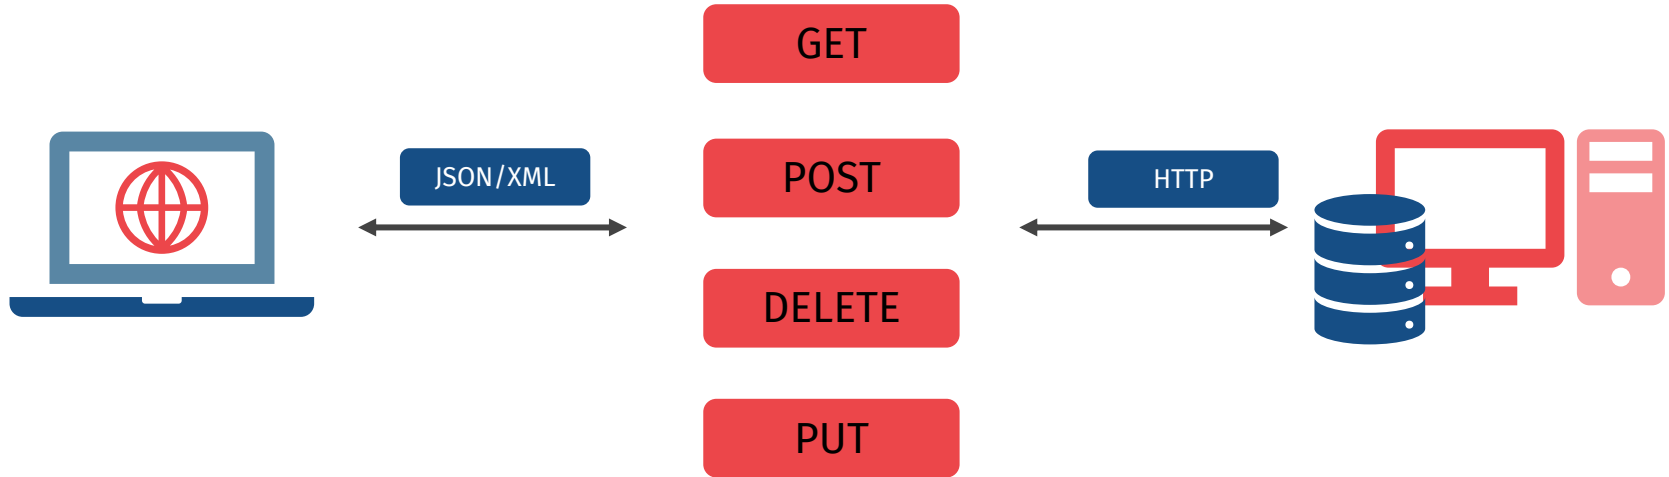 GET
POST
DELETE
PUT
JSON/XML
HTTP